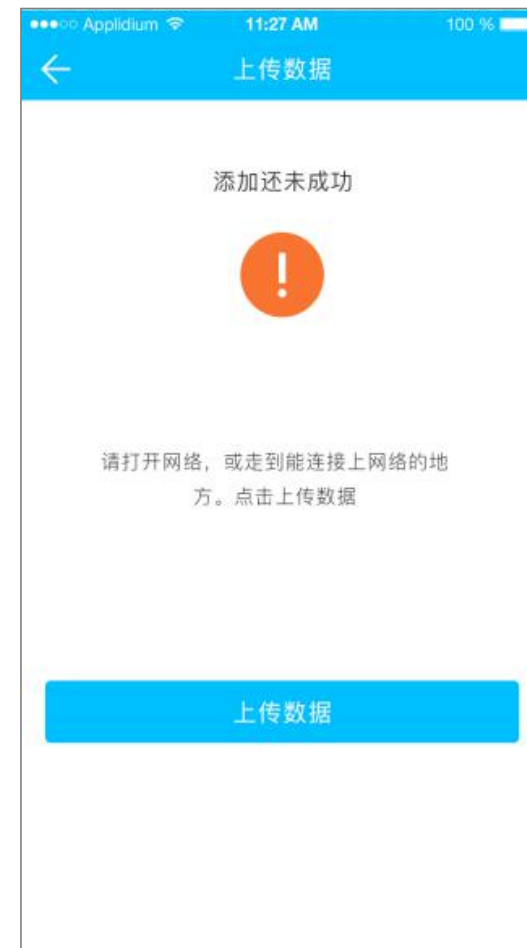 Applidium 11:27 AM 100 %
上传数据
添加还未成功
!
请打开网络，或走到能连接上网络的地
方。点击上传数据
上传数据